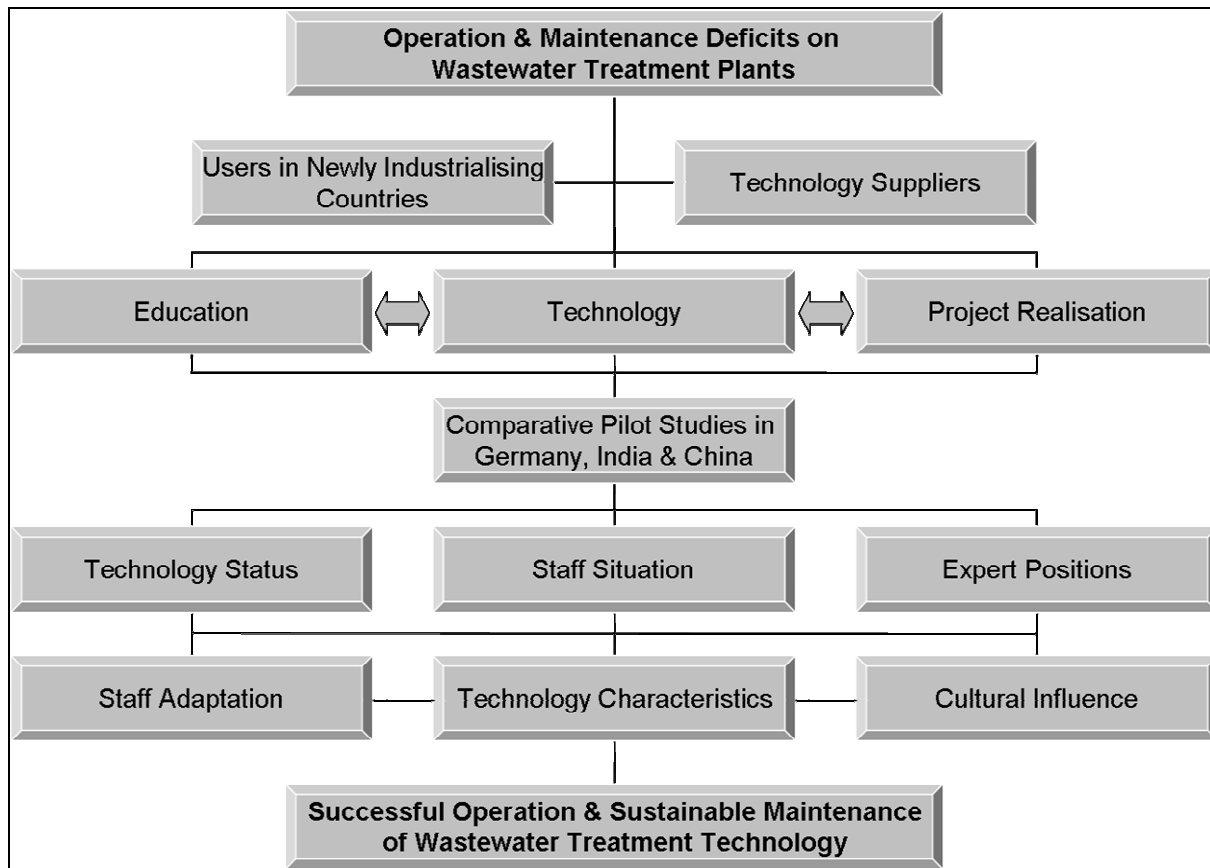 Operation & Maintenance Deficits on
Wastewater Treatment Plants
Users in Newly Industrialising
Countries
Technology Suppliers
Education
Technology
Project Realisation
Comparative Pilot Studies in
Germany, India & China
Technology Status
Staff Situation
Expert Positions
Staff Adaptation
Technology Characteristics
Cultural Influence
Successful Operation & Sustainable Maintenance
of Wastewater Treatment Technology